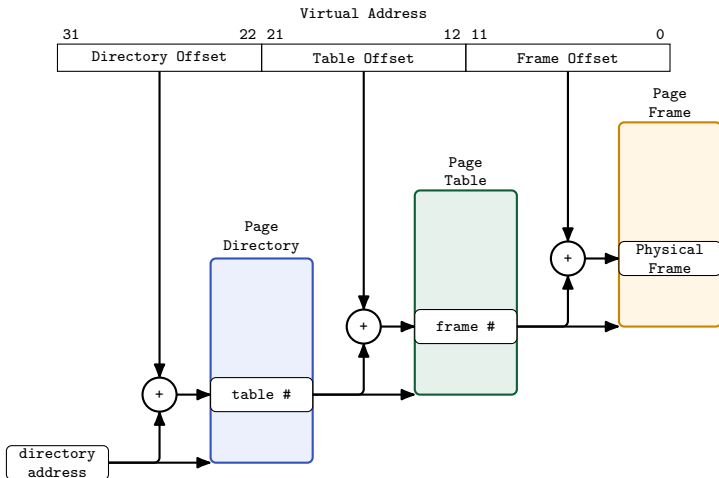 Virtual Address
31 22 21 12 11 0
Directory Offset Table Offset Frame Offset
Page
Frame
Page
Table
Page
Directory
+ Physical
Frame
+ frame #
+ table #
directory
address